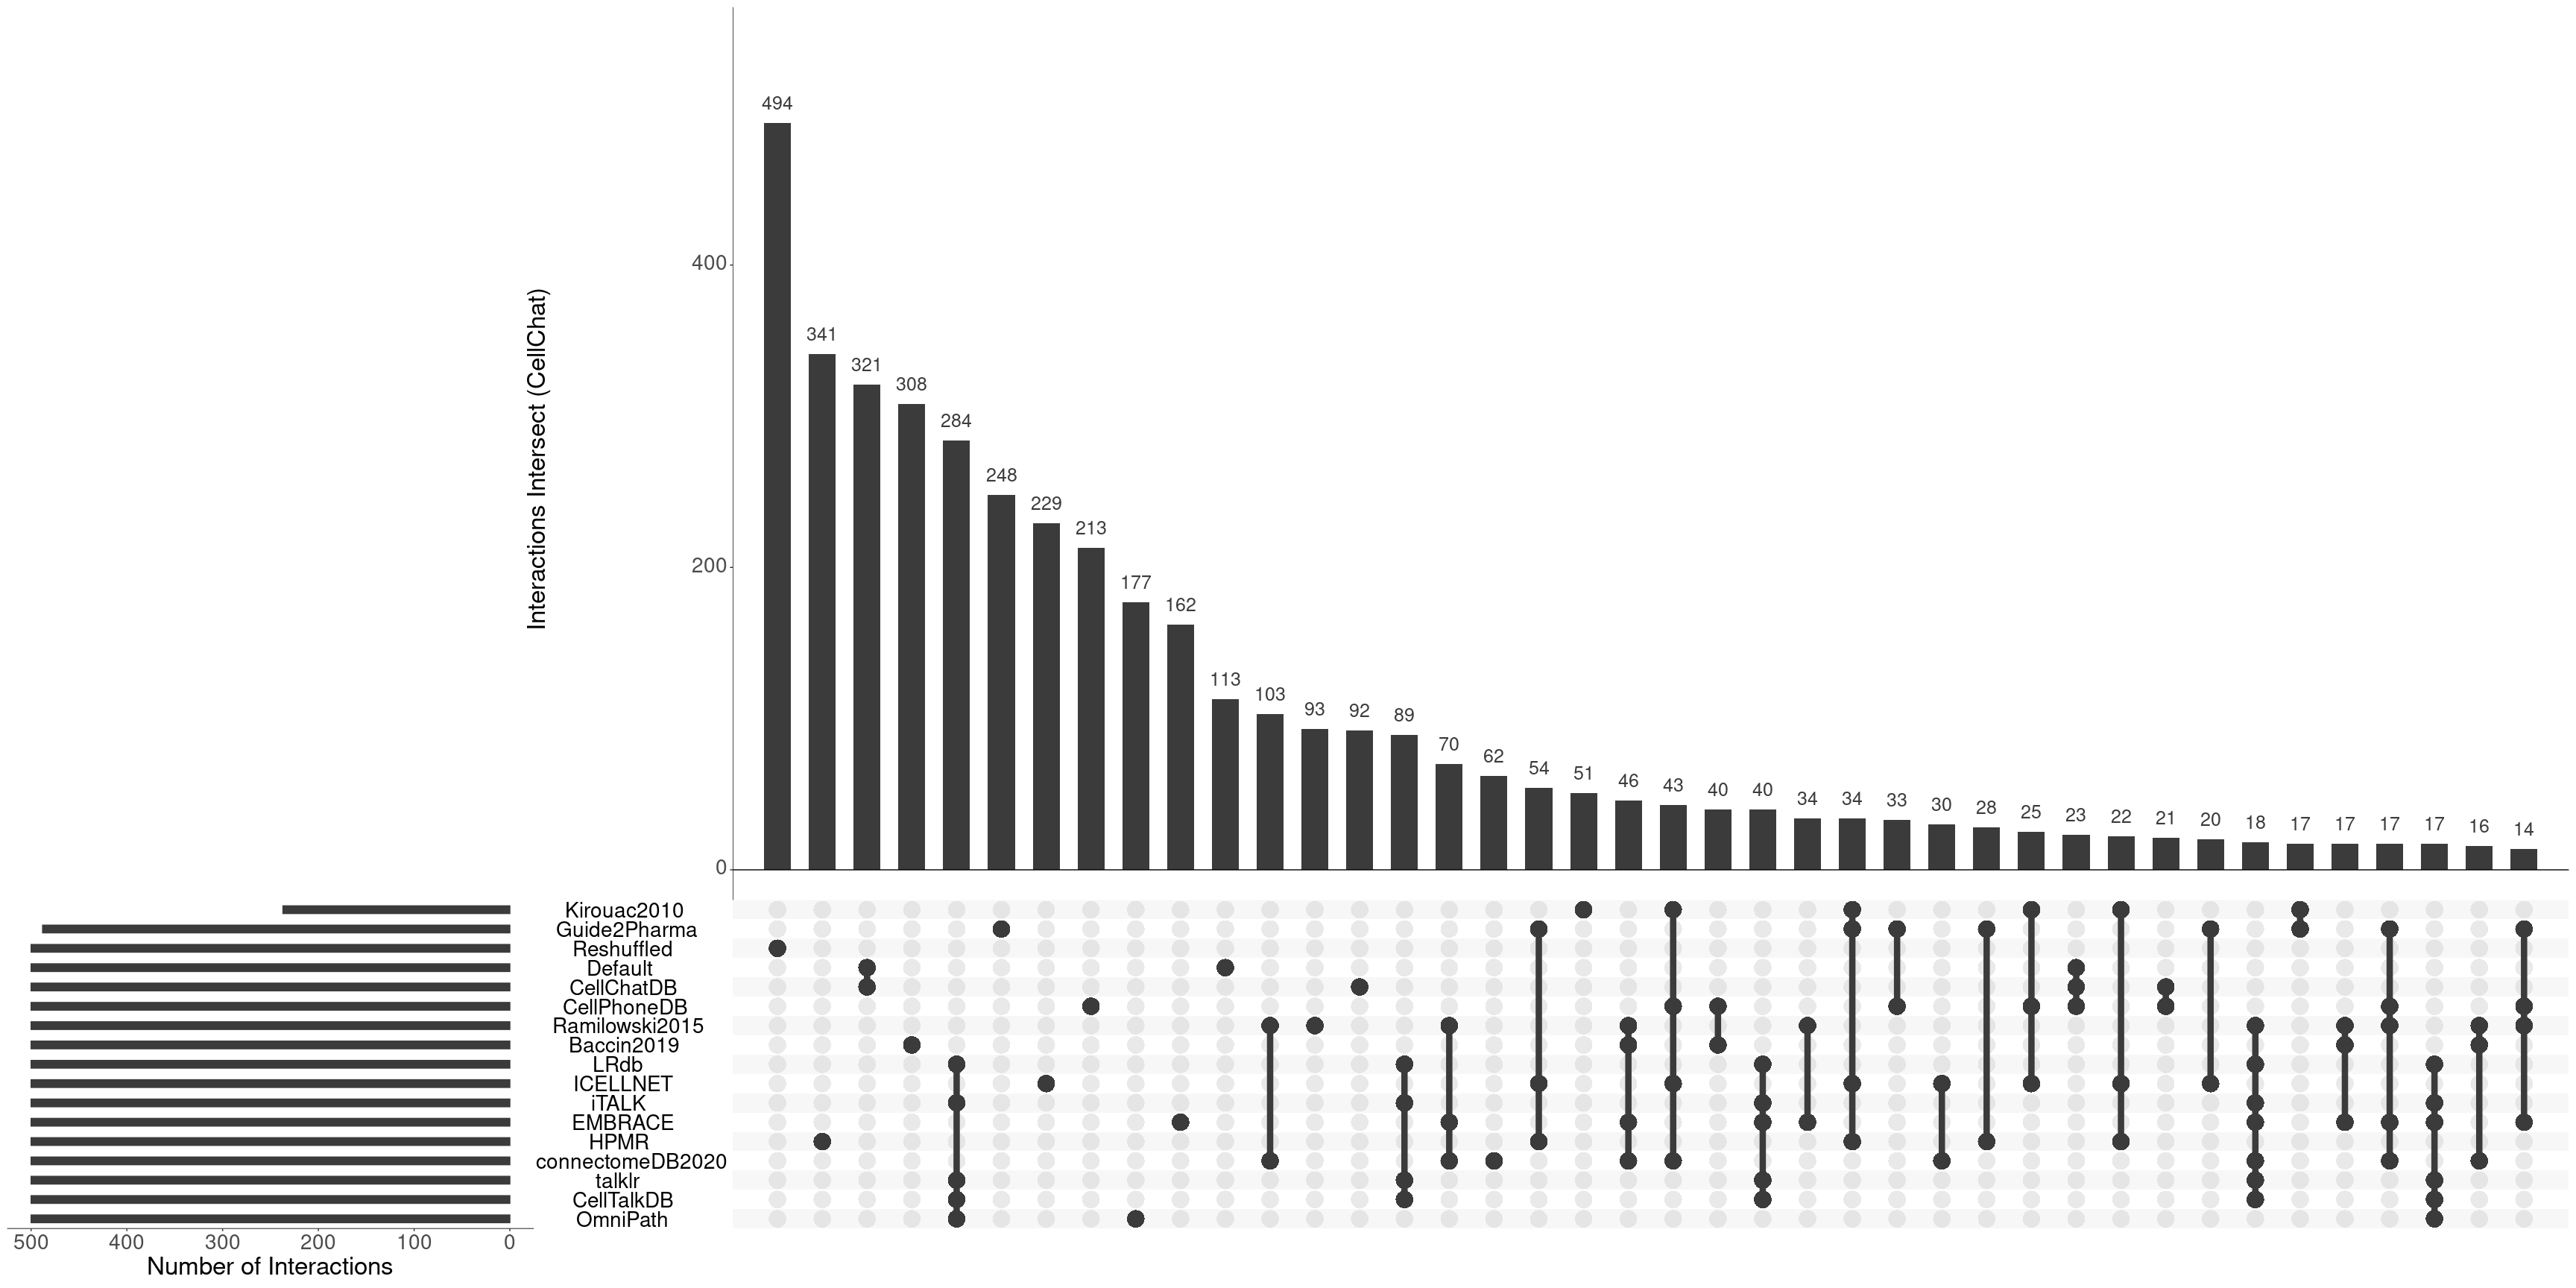 494
341
321
308
284
248
229
213
177
162
113
103
93
92
89
70
62
54
51
46
43
40
40
34
34
33
30
28
25
23
22
21
20
18
17
17
17
17
16
14
400
200
0
Interactions Intersect (CellChat)
Kirouac2010
Guide2Pharma
Reshuffled
Default
CellChatDB
CellPhoneDB
Ramilowski2015
Baccin2019
LRdb
ICELLNET
iTALK
EMBRACE
HPMR
connectomeDB2020
talklr
CellTalkDB
OmniPath
500 400 300 200 100 0
Number of Interactions